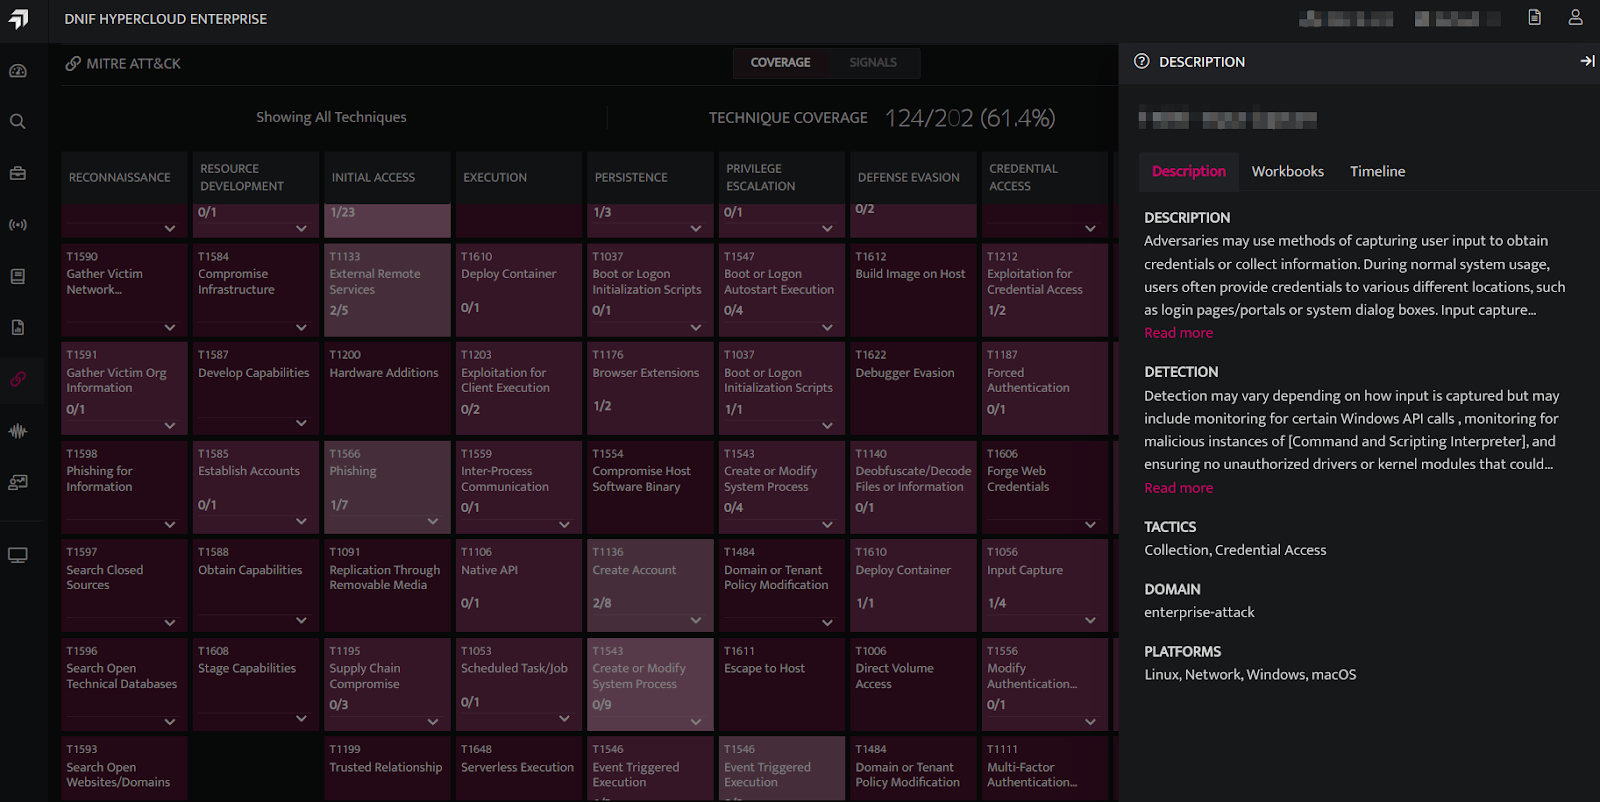 DNIF HYPERCLOUD ENTERPRISE
MITRE ATT&CK
COVERAGE
SIGNALS
Showing All Techniques
TECHNIQUE COVERAGE 124/202 (61.4%)
RECONNAISSANCE
RESOURCE
DEVELOPMENT
INITIAL ACCESS
EXECUTION
PERSISTENCE
PRIVILEGE
ESCALATION
DEFENSE EVASION
CREDENTIAL
ACCESS
0/1
1/23
1/3
0/1
0/2
T1590
Gather Victim
Network...
T1584
Compromise
Infrastructure
T1133
External Remote
Services
2/5
T1610
Deploy Container
0/1
T1037
Boot or Logon
Initialization Scripts
0/1
T1547
Boot or Logon
Autostart Execution
0/4
T1612
Build Image on Host
T1212
Exploitation for
Credential Access
1/2
T1591
Gather Victim Org
Information
0/1
T1587
Develop Capabilities
T1200
Hardware Additions
T1203
Exploitation for
Client Execution
0/2
T1176
Browser Extensions
1/2
T1037
Boot or Logon
Initialization Scripts
1/1
T1622
Debugger Evasion
T1187
Forced
Authentication
0/1
T1598
Phishing for
Information
T1585
Establish Accounts
0/1
T1566
Phishing
1/7
T1559
Inter-Process
Communication
0/1
T1554
Compromise Host
Software Binary
T1543
Create or Modify
System Process
0/4
T1140
Deobfuscate/Decode
Files or Information
0/1
T1606
Forge Web
Credentials
T1597
Search Closed
Sources
T1588
Obtain Capabilities
T1091
Replication Through
Removable Media
T1106
Native API
0/1
T1136
Create Account
2/8
T1484
Domain or Tenant
Policy Modification
T1610
Deploy Container
1/1
T1056
Input Capture
1/4
T1596
Search Open
Technical Databases
T1608
Stage Capabilities
T1195
Supply Chain
Compromise
0/3
T1053
Scheduled Task/Job
0/1
T1543
Create or Modify
System Process
0/9
T1611
Escape to Host
T1006
Direct Volume
Access
T1556
Modify
Authentication...
0/1
T1593
Search Open
Websites/Domains
T1199
Trusted Relationship
T1648
Serverless Execution
T1546
Event Triggered
Execution
T1546
Event Triggered
Execution
T1484
Domain or Tenant
Policy Modification
T1111
Multi-Factor
Authentication...
DESCRIPTION
Description
Workbooks
Timeline
DESCRIPTION
Adversaries may use methods of capturing user input to obtain
credentials or collect information. During normal system usage,
users often provide credentials to various different locations, such
as login pages/portals or system dialog boxes. Input capture...
Read more
DETECTION
Detection may vary depending on how input is captured but may
include monitoring for certain Windows API calls , monitoring for
malicious instances of [Command and Scripting Interpreter], and
ensuring no unauthorized drivers or kernel modules that could...
Read more
TACTICS
Collection, Credential Access
DOMAIN
enterprise-attack
PLATFORMS
Linux, Network, Windows, macOS